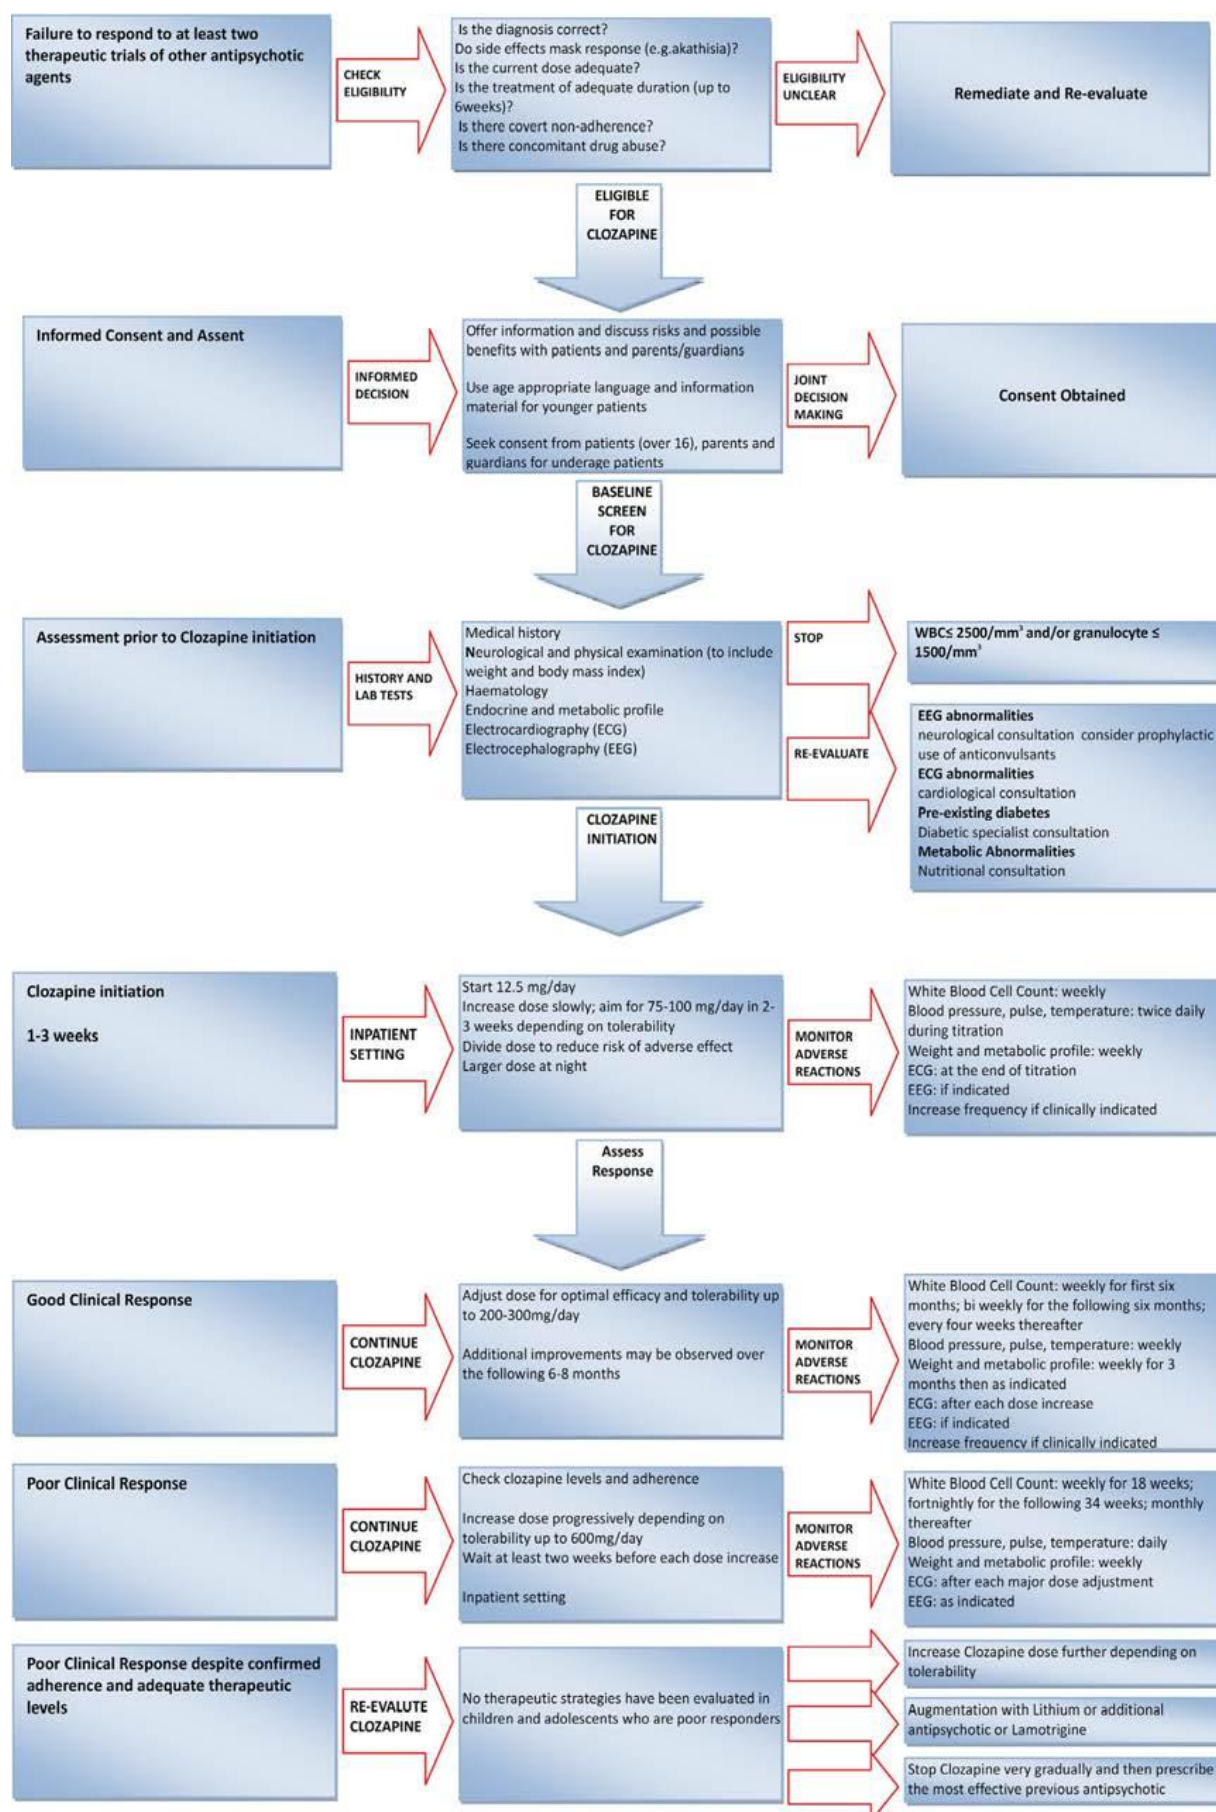 Failure to respond to at least two
therapeutic trials of other antipsychotic
agents
CHECK
ELIGIBILITY
Is the diagnosis correct?
Do side effects mask response (e.g.akathisia)?
Is the current dose adequate?
Is the treatment of adequate duration (up to
6weeks)?
Is there covert non-adherence?
Is there concomitant drug abuse?
ELIGIBILITY
UNCLEAR
Remediate and Re-evaluate
ELIGIBLE
FOR
CLOZAPINE
Informed Consent and Assent
INFORMED
DECISION
Offer information and discuss risks and possible
benefits with patients and parents/guardians
Use age appropriate language and information
material for younger patients
Seek consent from patients (over 16), parents and
guardians for underage patients
JOINT
DECISION
MAKING
Consent Obtained
BASELINE
SCREEN
FOR
CLOZAPINE
Assessment prior to Clozapine initiation
HISTORY AND
LAB TESTS
Medical history
Neurological and physical examination (to include
weight and body mass index)
Haematology
Endocrine and metabolic profile
Electrocardiography (ECG)
Electrocephalography (EEG)
STOP
WBC≤ 2500/mm³ and/or granulocyte ≤
1500/mm³
RE-EVALUATE
EEG abnormalities
neurological consultation consider prophylactic
use of anticonvulsants
ECG abnormalities
cardiological consultation
Pre-existing diabetes
Diabetic specialist consultation
Metabolic Abnormalities
Nutritional consultation
CLOZAPINE
INITIATION
Clozapine initiation
1-3 weeks
INPATIENT
SETTING
Start 12.5 mg/day
Increase dose slowly; aim for 75-100 mg/day in 2-
3 weeks depending on tolerability
Divide dose to reduce risk of adverse effect
Larger dose at night
MONITOR
ADVERSE
REACTIONS
White Blood Cell Count: weekly
Blood pressure, pulse, temperature: twice daily
during titration
Weight and metabolic profile: weekly
ECG: at the end of titration
EEG: if indicated
Increase frequency if clinically indicated
Assess
Response
Good Clinical Response
CONTINUE
CLOZAPINE
Adjust dose for optimal efficacy and tolerability up
to 200-300mg/day
Additional improvements may be observed over
the following 6-8 months
MONITOR
ADVERSE
REACTIONS
White Blood Cell Count: weekly for first six
months; bi weekly for the following six months;
every four weeks thereafter
Blood pressure, pulse, temperature: weekly
Weight and metabolic profile: weekly for 3
months then as indicated
ECG: after each dose increase
EEG: if indicated
Increase frequency if clinically indicated
Poor Clinical Response
CONTINUE
CLOZAPINE
Check clozapine levels and adherence
Increase dose progressively depending on
tolerability up to 600mg/day
Wait at least two weeks before each dose increase
Inpatient setting
MONITOR
ADVERSE
REACTIONS
White Blood Cell Count: weekly for 18 weeks;
fortnightly for the following 34 weeks; monthly
thereafter
Blood pressure, pulse, temperature: daily
Weight and metabolic profile: weekly
ECG: after each major dose adjustment
EEG: as indicated
Poor Clinical Response despite confirmed
adherence and adequate therapeutic
levels
RE-EVALUTE
CLOZAPINE
No therapeutic strategies have been evaluated in
children and adolescents who are poor responders
Increase Clozapine dose further depending on
tolerability
Augmentation with Lithium or additional
antipsychotic or Lamotrigine
Stop Clozapine very gradually and then prescribe
the most effective previous antipsychotic